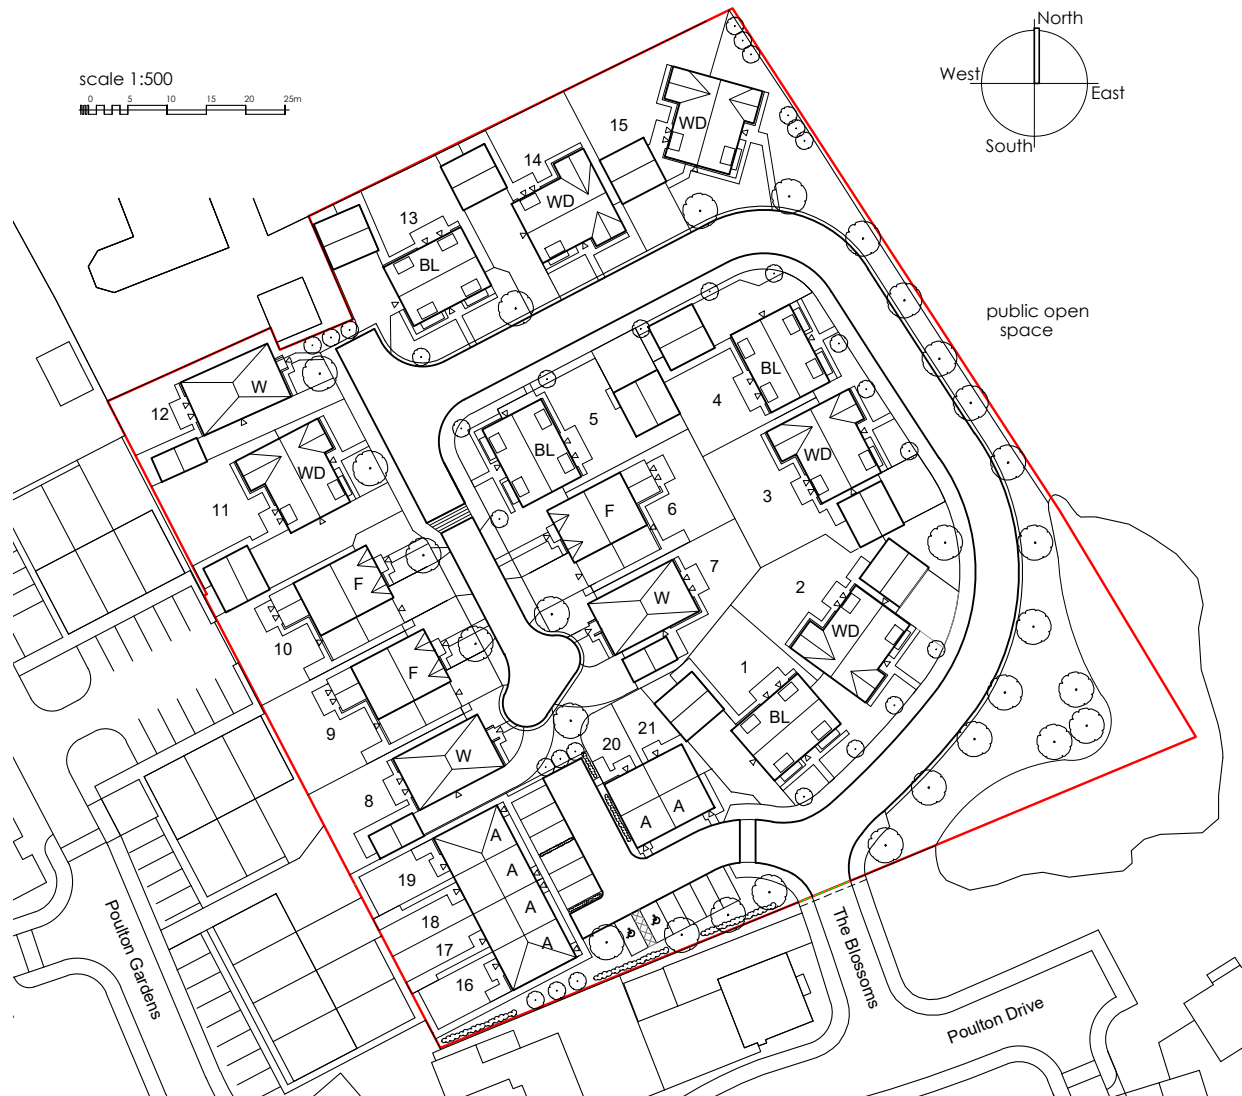 North
West
East
South
scale 1:500
0 5 10 15 20 25m
15
WD
14
WD
13
BL
public open
space
BL
4
W
12
5
BL
WD
WD
3
11
F
6
7
2
F
W
WD
10
1
F
9
BL
21
20
W
A
A
8
A
19
A
18
A
17
A
16
Poulton Gardens
The Blossoms
Poulton Drive